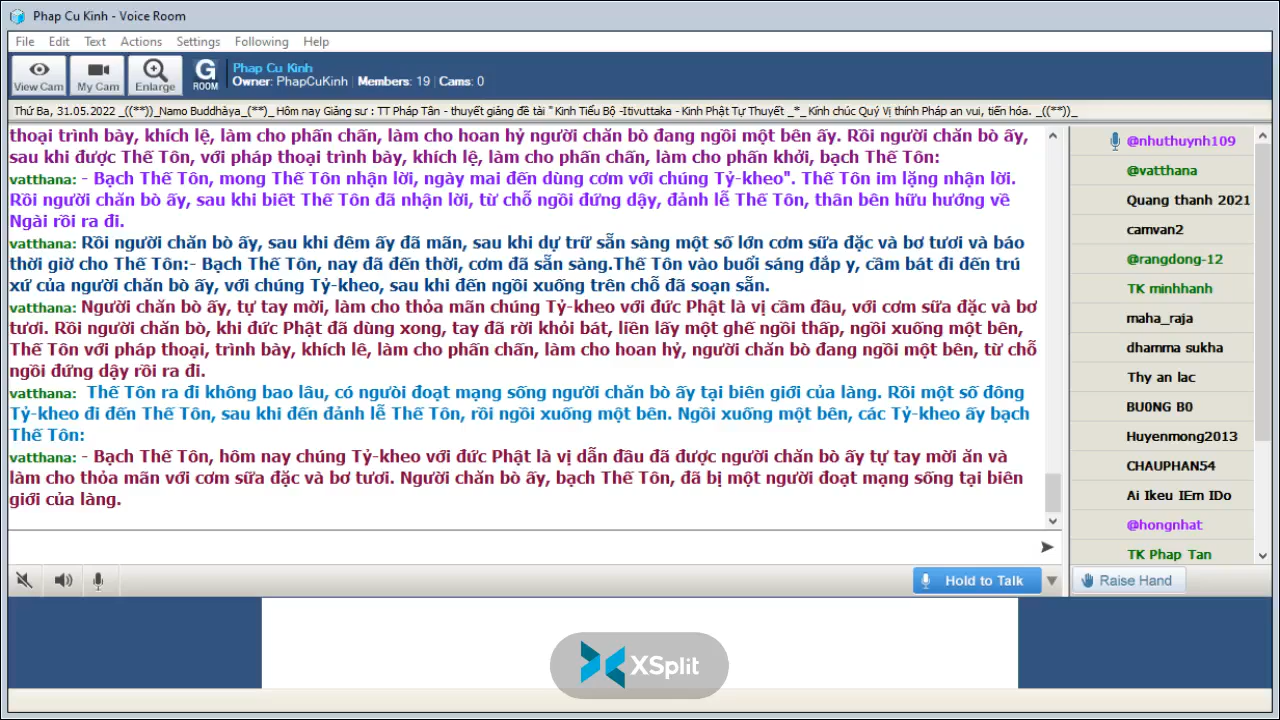 Phap Cu Kinh - Voice Room
File Edit Text Actions Settings Following Help
View Cam My Cam Enlarge G ROOM
Phap Cu Kinh
Owner: PhapCuKinh | Members: 19 | Cams: 0
Thứ Ba, 31.05.2022 _((**))_Namo Buddhàya_(**)_ Hôm nay Giảng sư : TT Pháp Tân - thuyết giảng đề tài " Kinh Tiểu Bộ -Itivuttaka - Kinh Phật Tự Thuyết _*_ Kính chúc Quý Vị thính Pháp an vui, tiến hóa. _((**))_
thoại trình bày, khích lệ, làm cho phấn chấn, làm cho hoan hỷ người chăn bò đang ngồi một bên ấy. Rồi người chăn bò ấy,
sau khi được Thế Tôn, với pháp thoại trình bày, khích lệ, làm cho phấn chấn, làm cho phấn khởi, bạch Thế Tôn:
vatthana: - Bạch Thế Tôn, mong Thế Tôn nhận lời, ngày mai đến dùng cơm với chúng Tỷ-kheo". Thế Tôn im lặng nhận lời.
Rồi người chăn bò ấy, sau khi biết Thế Tôn đã nhận lời, từ chỗ ngồi đứng dậy, đảnh lễ Thế Tôn, thân bên hữu hướng về
Ngài rồi ra đi.
vatthana: Rồi người chăn bò ấy, sau khi đêm ấy đã mãn, sau khi dự trữ sẵn sàng một số lớn cơm sữa đặc và bơ tươi và báo
thời giờ cho Thế Tôn:- Bạch Thế Tôn, nay đã đến thời, cơm đã sẵn sàng.Thế Tôn vào buổi sáng đắp y, cầm bát đi đến trú
xứ của người chăn bò ấy, với chúng Tỷ-kheo, sau khi đến ngồi xuống trên chỗ đã soạn sẵn.
vatthana: Người chăn bò ấy, tự tay mời, làm cho thỏa mãn chúng Tỷ-kheo với đức Phật là vị cầm đầu, với cơm sữa đặc và bơ
tươi. Rồi người chăn bò, khi đức Phật đã dùng xong, tay đã rời khỏi bát, liền lấy một ghế ngồi thấp, ngồi xuống một bên,
Thế Tôn với pháp thoại, trình bày, khích lê, làm cho phấn chấn, làm cho hoan hỷ, người chăn bò đang ngồi một bên, từ chỗ
ngồi đứng dậy rồi ra đi.
vatthana: Thế Tôn ra đi không bao lâu, có người đoạt mạng sống người chăn bò ấy tại biên giới của làng. Rồi một số đông
Tỷ-kheo đi đến Thế Tôn, sau khi đến đảnh lễ Thế Tôn, rồi ngồi xuống một bên. Ngồi xuống một bên, các Tỷ-kheo ấy bạch
Thế Tôn:
vatthana: - Bạch Thế Tôn, hôm nay chúng Tỷ-kheo với đức Phật là vị dẫn đầu đã được người chăn bò ấy tự tay mời ăn và
làm cho thỏa mãn với cơm sữa đặc và bơ tươi. Người chăn bò ấy, bạch Thế Tôn, đã bị một người đoạt mạng sống tại biên
giới của làng.
@nhuthuynh109
@vatthana
Quang thanh 2021
camvan2
@rangdong-12
TK minhhanh
maha_raja
dhamma sukha
Thy an lac
BU0NG B0
Huyenmong2013
CHAUPHAN54
Ai Ikeu IEm IDo
@hongnhat
TK Phap Tan
Hold to Talk
Raise Hand
XSplit